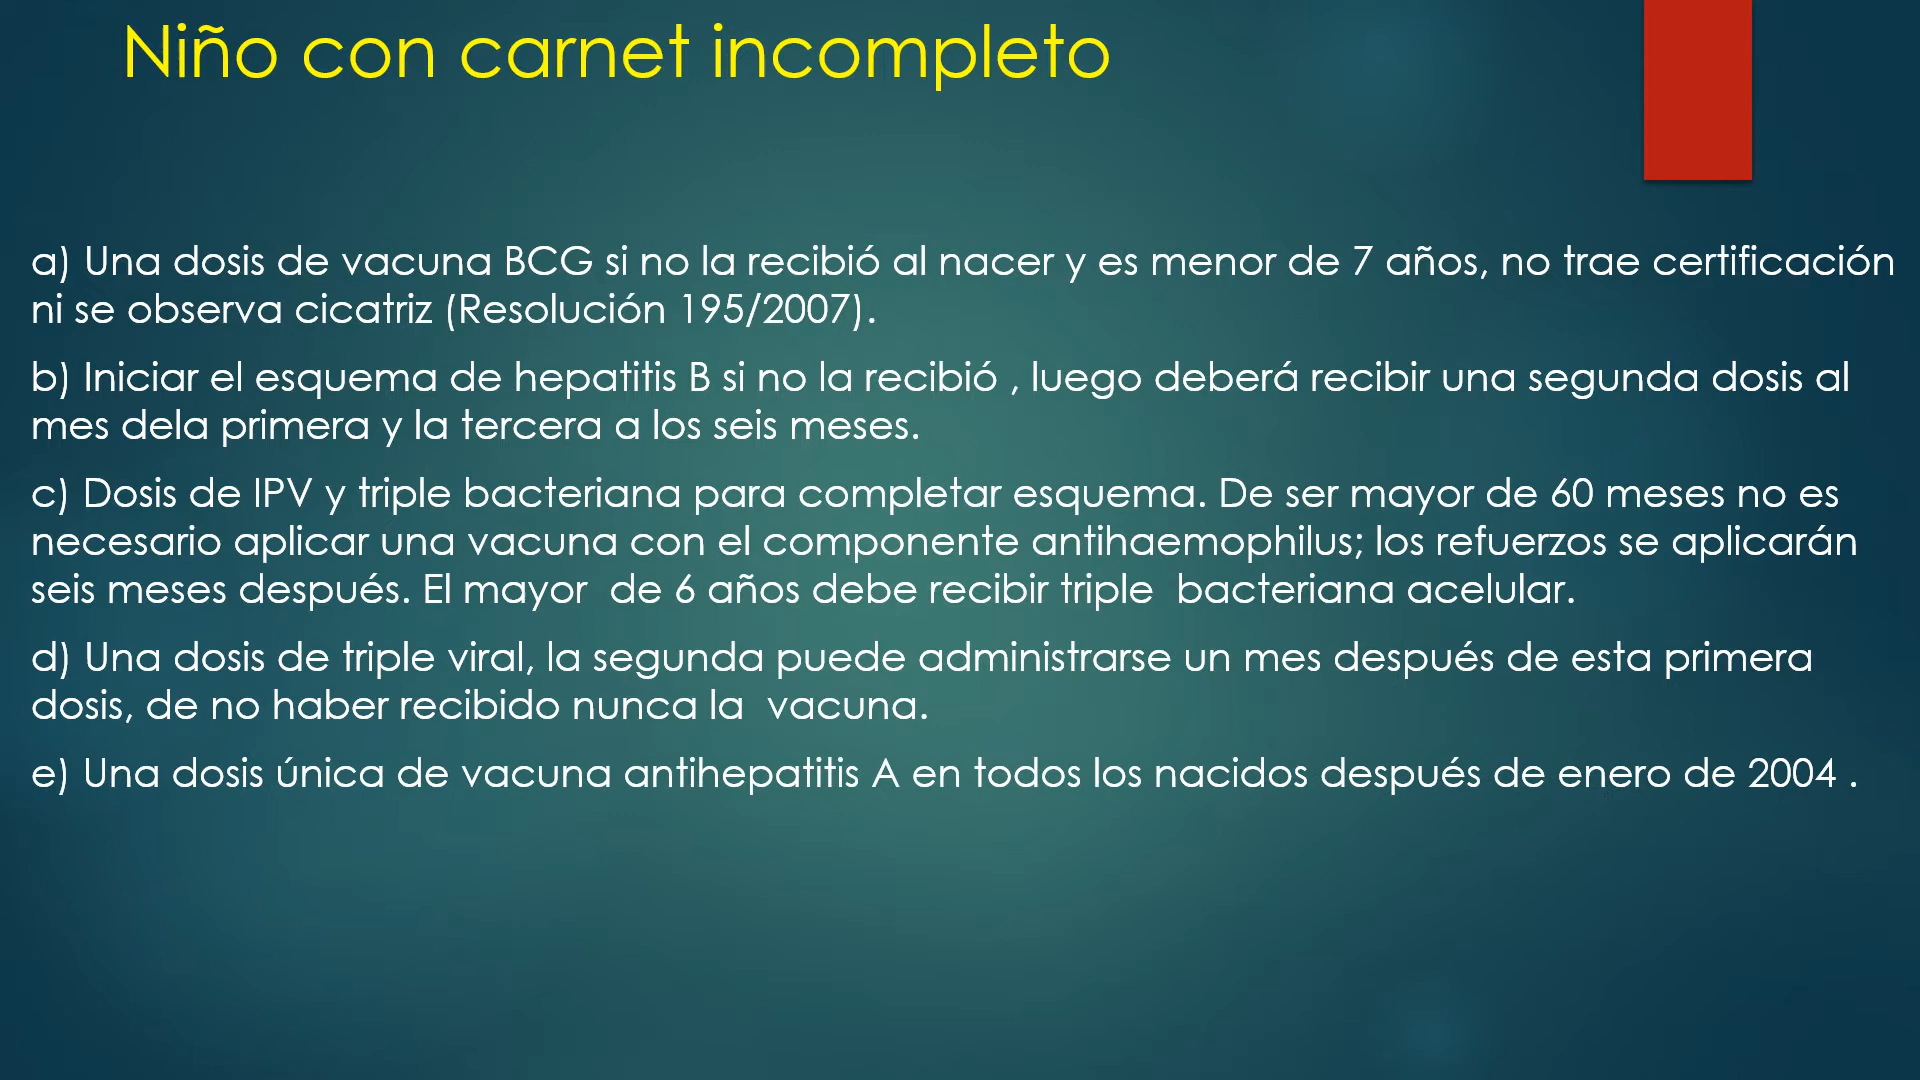 Niño con carnet incompleto
a) Una dosis de vacuna BCG si no la recibió al nacer y es menor de 7 años, no trae certificación
ni se observa cicatriz (Resolución 195/2007).
b) Iniciar el esquema de hepatitis B si no la recibió , luego deberá recibir una segunda dosis al
mes dela primera y la tercera a los seis meses.
c) Dosis de IPV y triple bacteriana para completar esquema. De ser mayor de 60 meses no es
necesario aplicar una vacuna con el componente antihaemophilus; los refuerzos se aplicarán
seis meses después. El mayor  de 6 años debe recibir triple  bacteriana acelular.
d) Una dosis de triple viral, la segunda puede administrarse un mes después de esta primera
dosis, de no haber recibido nunca la  vacuna.
e) Una dosis única de vacuna antihepatitis A en todos los nacidos después de enero de 2004 .